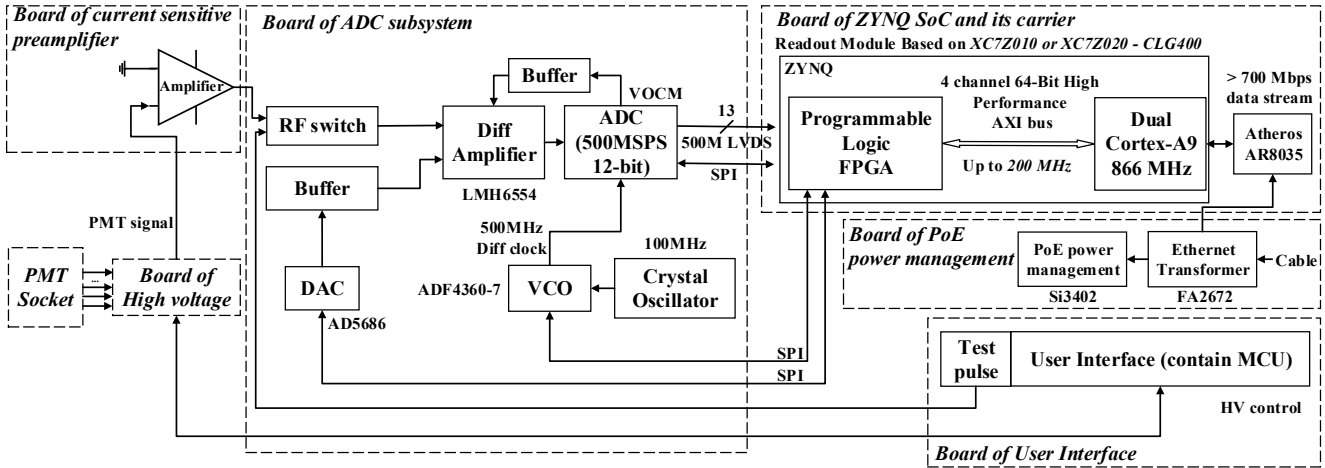 Board of current sensitive
preamplifier
Amplifier
PMT signal
PMT
Socket
...
Board of
High voltage
Board of ADC subsystem
RF switch
Buffer
DAC
AD5686
Buffer
VOCM
Diff
Amplifier
LMH6554
ADC
(500MSPS
12-bit)
500MHz
Diff clock
100MHz
ADF4360-7
VCO
Crystal
Oscillator
13
500M LVDS
SPI
SPI
SPI
Board of ZYNQ SoC and its carrier
Readout Module Based on XC7Z010 or XC7Z020 - CLG400
ZYNQ
Programmable
Logic
FPGA
4 channel 64-Bit High
Performance
AXI bus
Up to 200 MHz
Dual
Cortex-A9
866 MHz
> 700 Mbps
data stream
Atheros
AR8035
Board of PoE
power management
PoE power
management
Si3402
Ethernet
Transformer
FA2672
Cable
Test
pulse
User Interface (contain MCU)
HV control
Board of User Interface